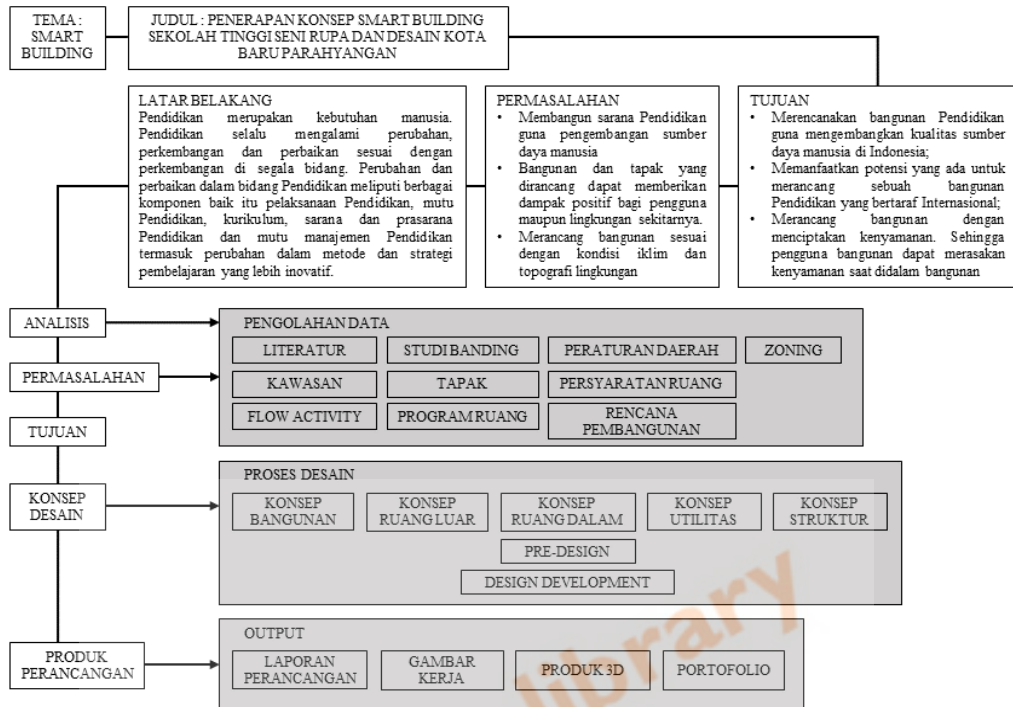 TEMA :
SMART
BUILDING
JUDUL : PENERAPAN KONSEP SMART BUILDING
SEKOLAH TINGGI SENI RUPA DAN DESAIN KOTA
BARU PARAHYANGAN
LATAR BELAKANG
Pendidikan merupakan kebutuhan manusia.
Pendidikan selalu mengalami perubahan,
perkembangan dan perbaikan sesuai dengan
perkembangan di segala bidang. Perubahan dan
perbaikan dalam bidang Pendidikan meliputi berbagai
komponen baik itu pelaksanaan Pendidikan, mutu
Pendidikan, kurikulum, sarana dan prasarana
Pendidikan dan mutu manajemen Pendidikan
termasuk perubahan dalam metode dan strategi
pembelajaran yang lebih inovatif.
PERMASALAHAN
• Membangun sarana Pendidikan
guna pengembangan sumber
daya manusia
• Bangunan dan tapak yang
dirancang dapat memberikan
dampak positif bagi pengguna
maupun lingkungan sekitarnya.
• Merancang bangunan sesuai
dengan kondisi iklim dan
topografi lingkungan
TUJUAN
• Merencanakan bangunan Pendidikan
guna mengembangkan kualitas sumber
daya manusia di Indonesia;
• Memanfaatkan potensi yang ada untuk
merancang sebuah bangunan
Pendidikan yang bertaraf Internasional;
• Merancang bangunan dengan
menciptakan kenyamanan. Sehingga
pengguna bangunan dapat merasakan
kenyamanan saat didalam bangunan
ANALISIS
PERMASALAHAN
TUJUAN
KONSEP
DESAIN
PRODUK
PERANCANGAN
PENGOLAHAN DATA
LITERATUR
STUDI BANDING
PERATURAN DAERAH
ZONING
KAWASAN
TAPAK
PERSYARATAN RUANG
FLOW ACTIVITY
PROGRAM RUANG
RENCANA
PEMBANGUNAN
PROSES DESAIN
KONSEP
BANGUNAN
KONSEP
RUANG LUAR
KONSEP
RUANG DALAM
KONSEP
UTILITAS
KONSEP
STRUKTUR
PRE-DESIGN
DESIGN DEVELOPMENT
OUTPUT
LAPORAN
PERANCANGAN
GAMBAR
KERJA
PRODUK 3D
PORTOFOLIO
library